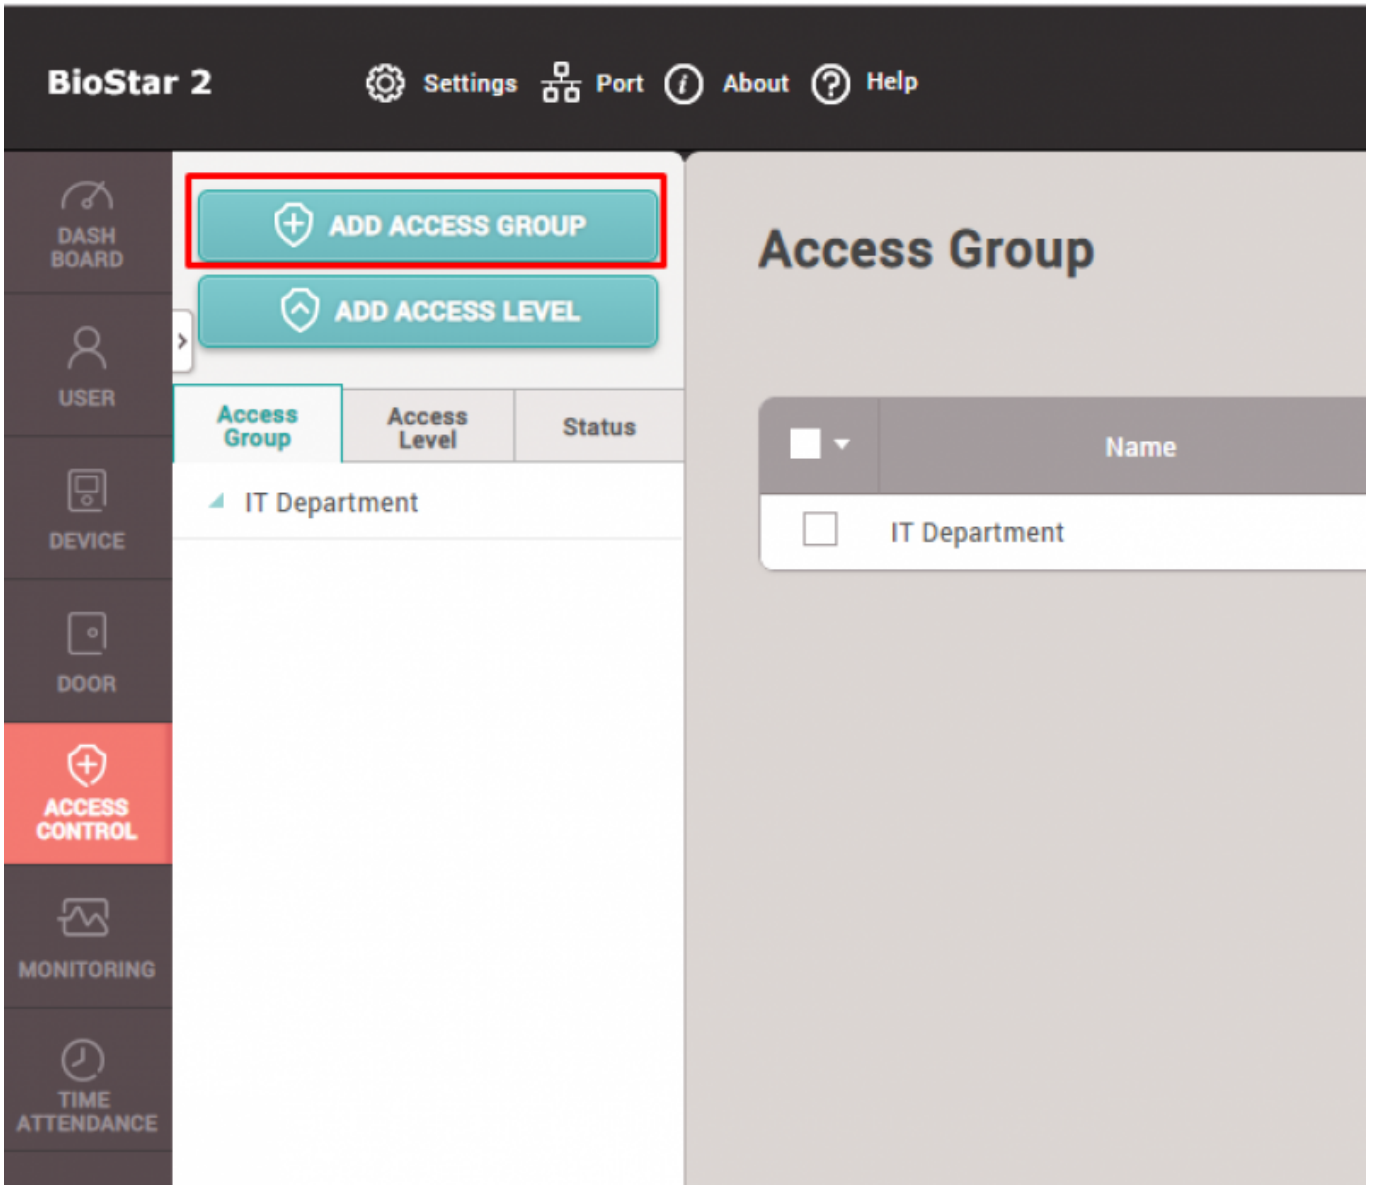 BioStar 2
Settings
Port
About
Help
DASH
BOARD
USER
DEVICE
DOOR
ACCESS
CONTROL
MONITORING
TIME
ATTENDANCE
ADD ACCESS GROUP
ADD ACCESS LEVEL
Access
Group
Access
Level
Status
IT Department
Access Group
Name
IT Department